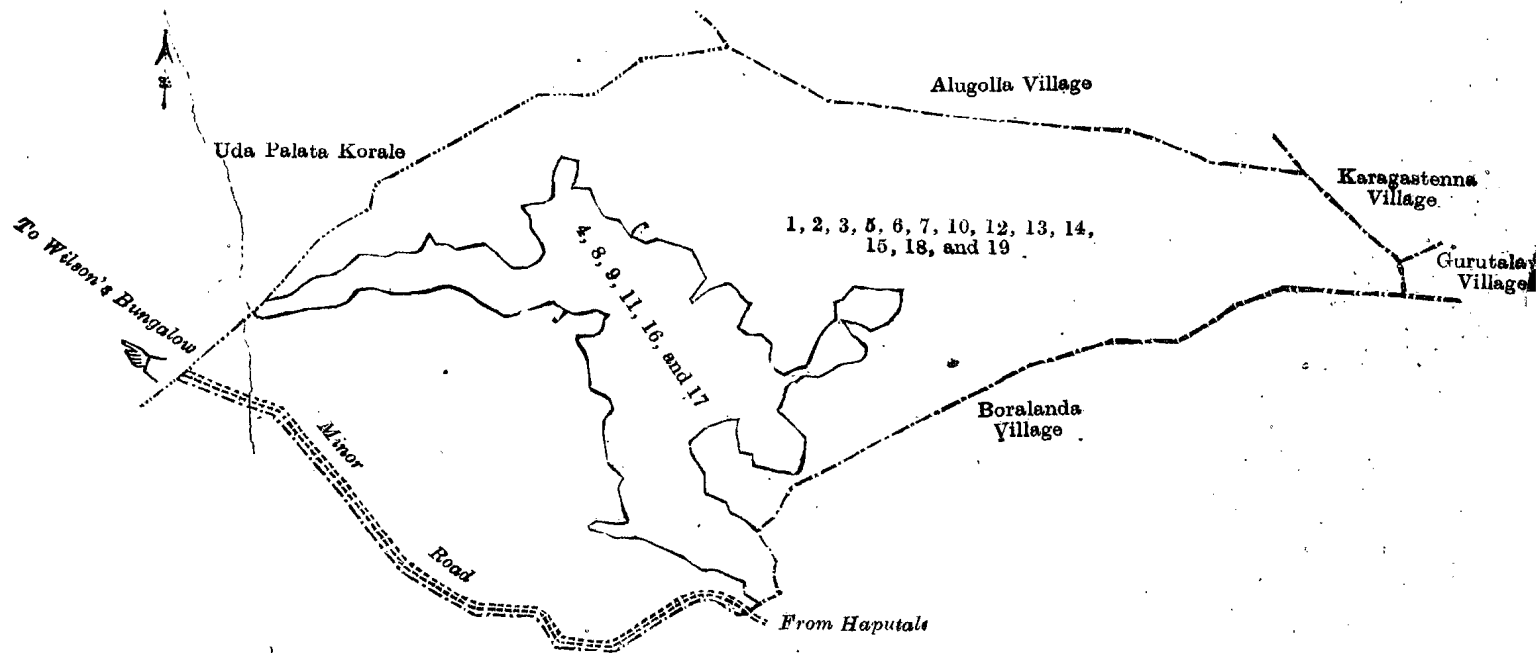 Alugolla Village
Uda Palata Korale
Karagastenna
Village
To Wilson's Bungalow
1, 2, 3, 5, 6, 7, 10, 12, 13, 14,
15, 18, and 19
4, 8, 9, 11, 16, and 17
Gurutalay
Village
Boralanda
Village
Minor
Road
From Haputale